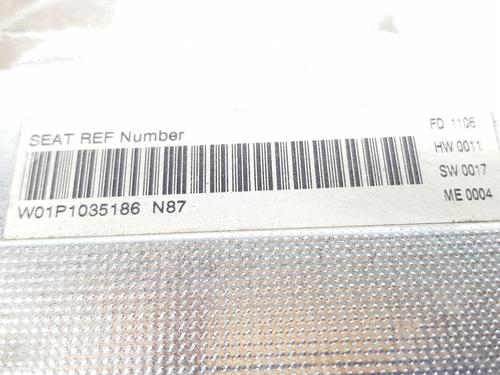 SEAT REF Number
W01P1035186 N87
FD 1106
HW 0011
SW 0017
ME 0004